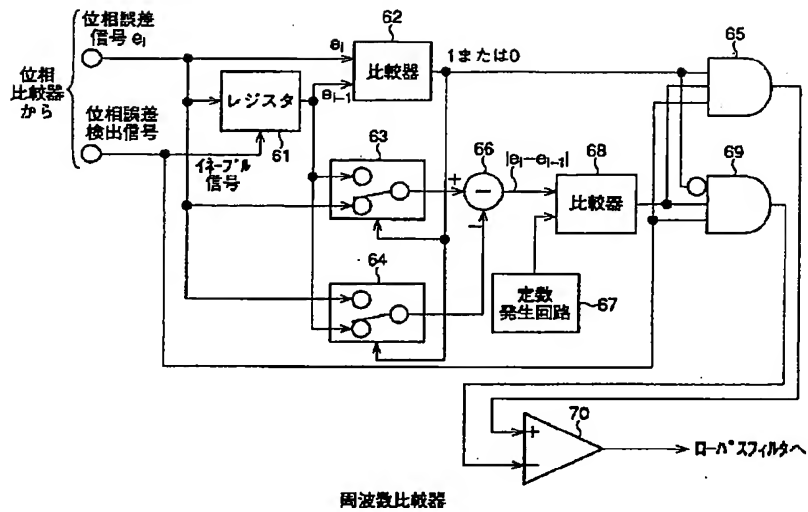 位相誤差
信号 ei
位相
比較器
から
位相誤差
検出信号
レジスタ
61
イネーブル
信号
62
ei
ei-1
比較器
1または0
63
64
66
+
−
−
|ei−ei-1|
68
比較器
定数
発生回路
67
65
69
70
+
−
ローパスフィルタへ
周波数比較器